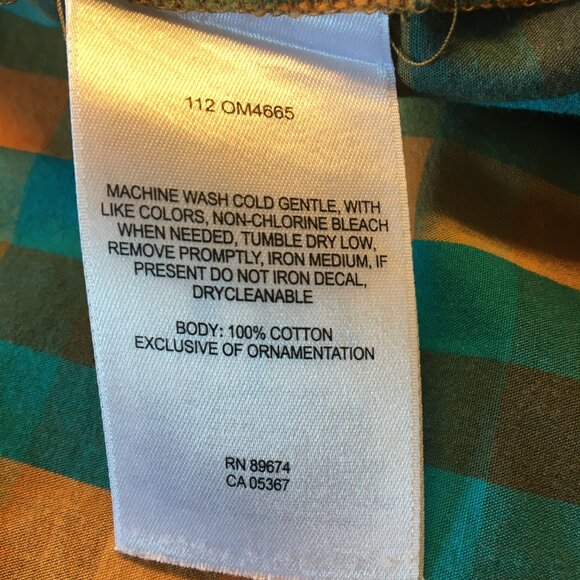 112 OM4665
MACHINE WASH COLD GENTLE, WITH
LIKE COLORS, NON-CHLORINE BLEACH
WHEN NEEDED, TUMBLE DRY LOW,
REMOVE PROMPTLY, IRON MEDIUM, IF
PRESENT DO NOT IRON DECAL,
DRYCLEANABLE
BODY: 100% COTTON
EXCLUSIVE OF ORNAMENTATION
RN 89674
CA 05367